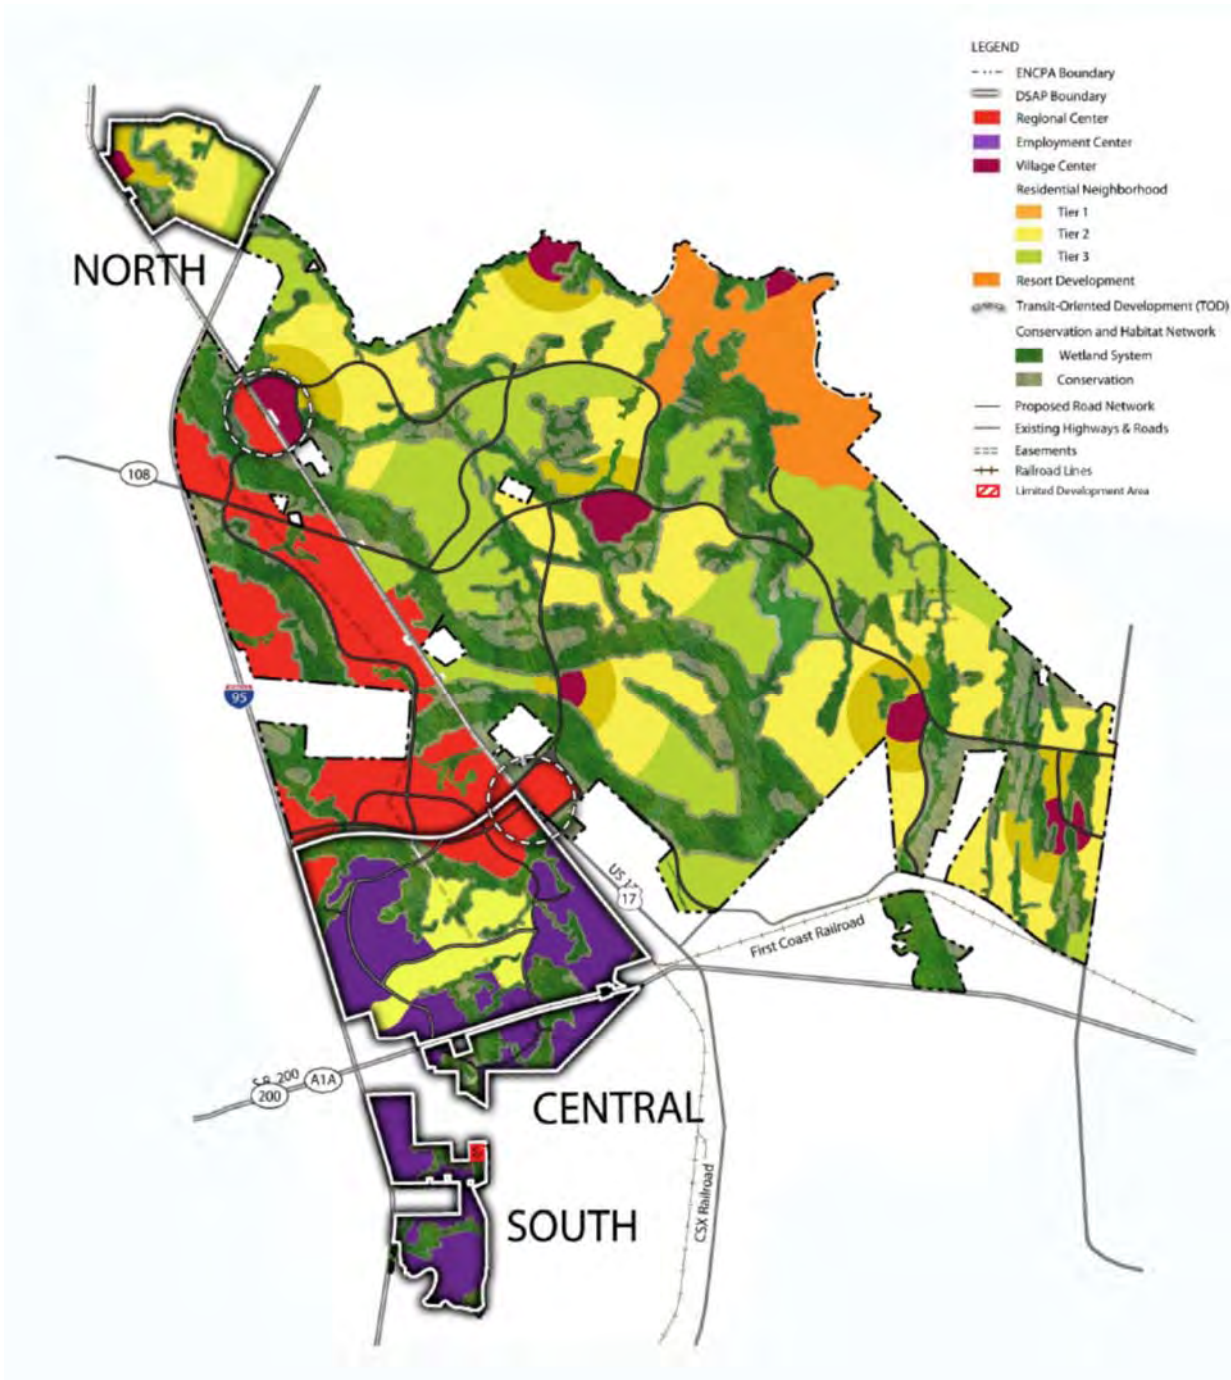 LEGEND
ENCPA Boundary
DSAP Boundary
Regional Center
Employment Center
Village Center
Residential Neighborhood
Tier 1
Tier 2
Tier 3
Resort Development
Transit-Oriented Development (TOD)
Conservation and Habitat Network
Wetland System
Conservation
Proposed Road Network
Existing Highways & Roads
Easements
Railroad Lines
Limited Development Area
NORTH
108
95
US 17
17
First Coast Railroad
S.R. 200
200
A1A
CENTRAL
SOUTH
CSX Railroad